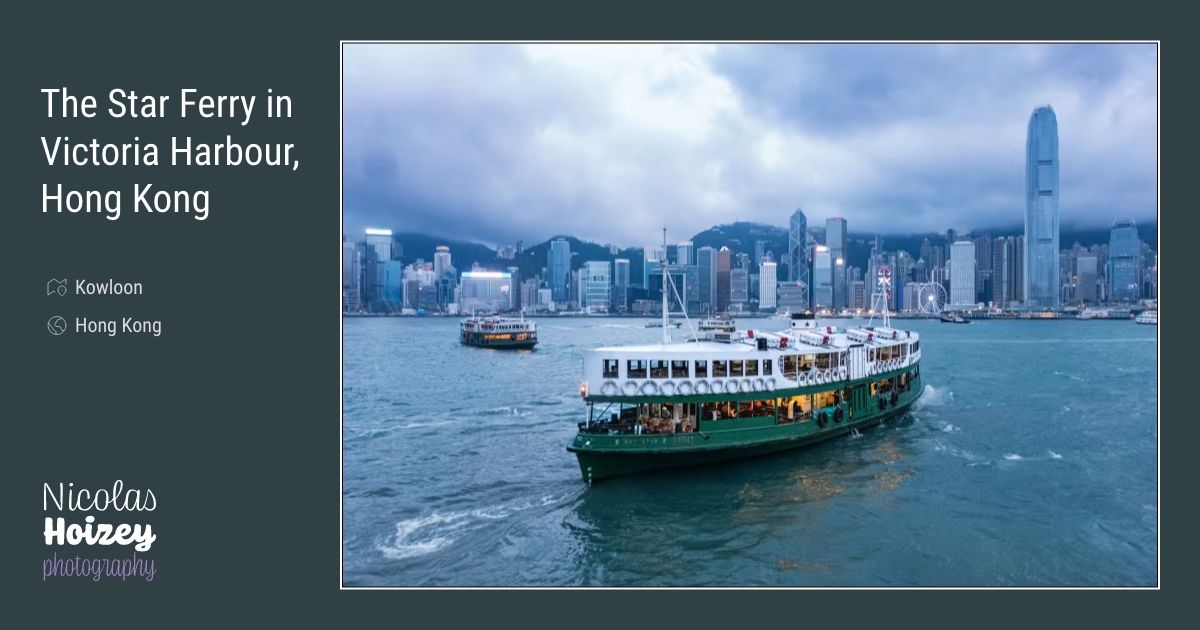 The Star Ferry in
Victoria Harbour,
Hong Kong
Kowloon
Hong Kong
Nicolas
Hoizey
photography